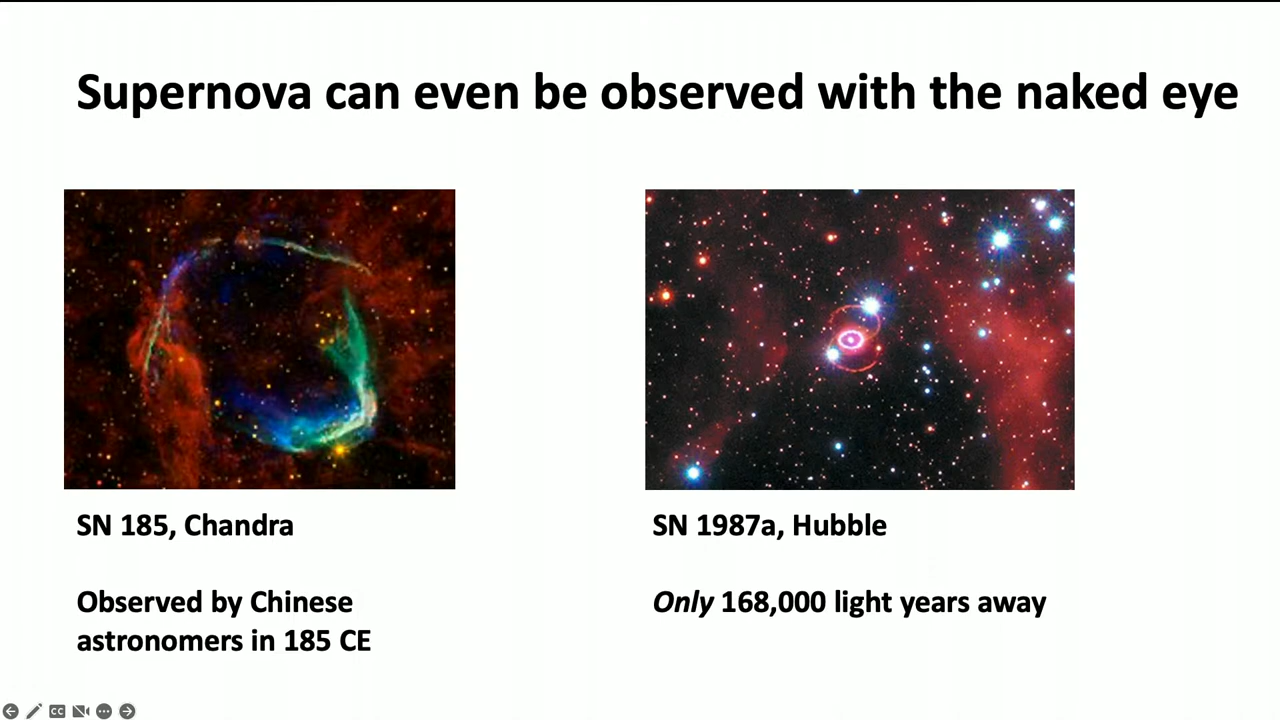 Supernova can even be observed with the naked eye
SN 185, Chandra
Observed by Chinese
astronomers in 185 CE
SN 1987a, Hubble
Only 168,000 light years away
CC